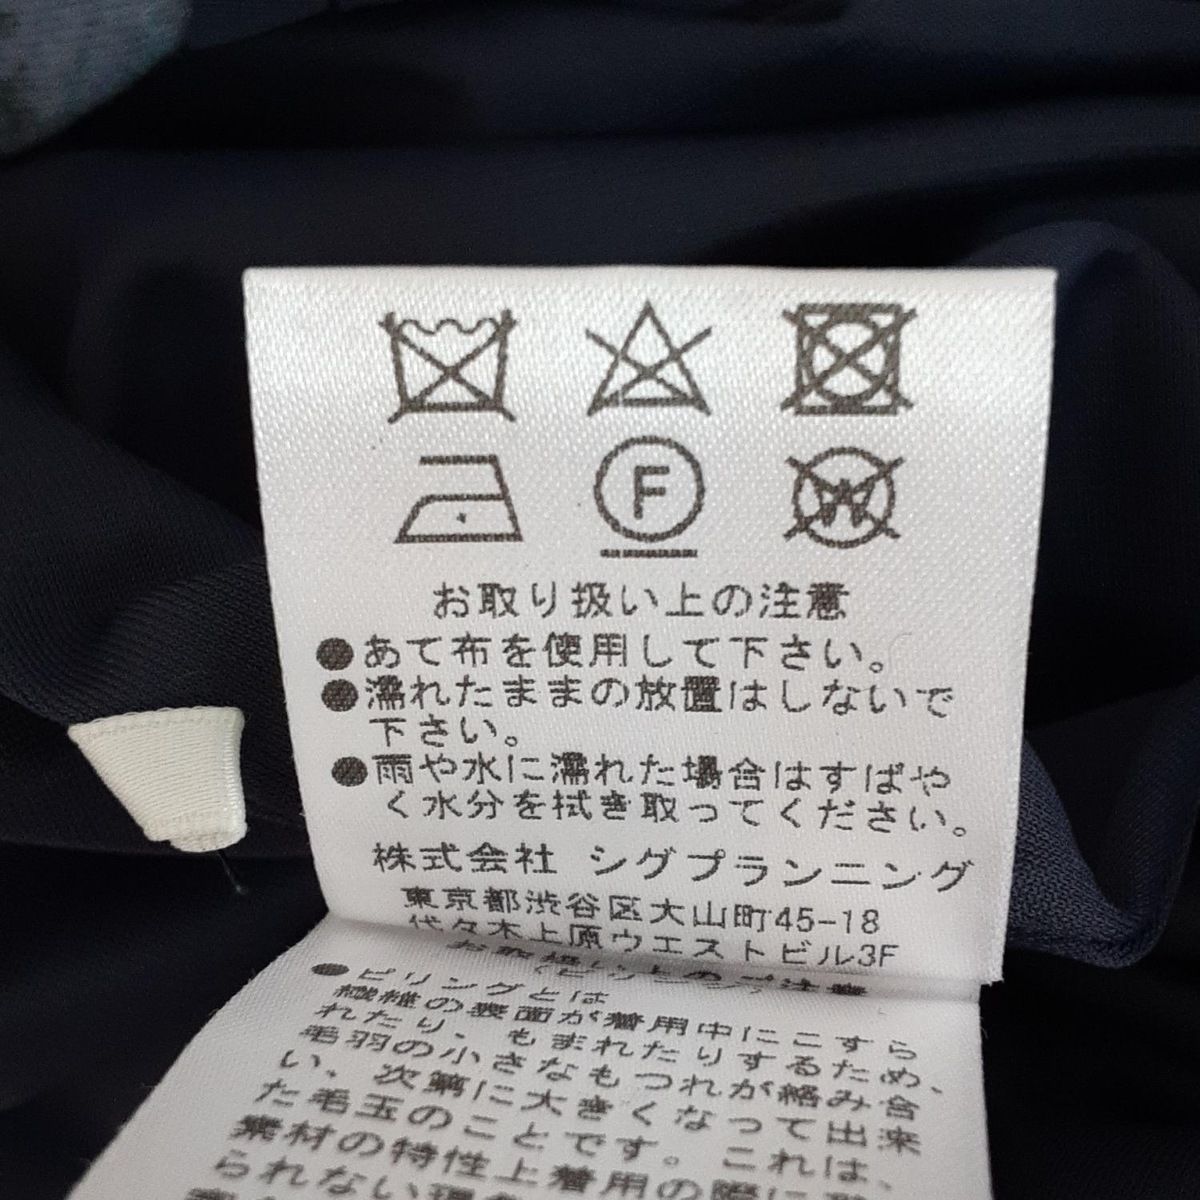 F
W
お取り扱い上の注意
●あて布を使用して下さい。
●濡れたままの放置はしないで
下さい。
●雨や水に濡れた場合はすばや
く水分を拭き取ってください。
株式会社 シグプランニング
東京都渋谷区大山町45-18
代々木上原ウエストビル3F
お取扱い上のご注意
●ピリングとは
繊維の表面が着用中にこすら
れたり、もまれたりするため、
毛羽の小さなもつれが絡み合
い、次第に大きくなって出来
た毛玉のことです。これは、
素材の特性上着用の際に
られない現